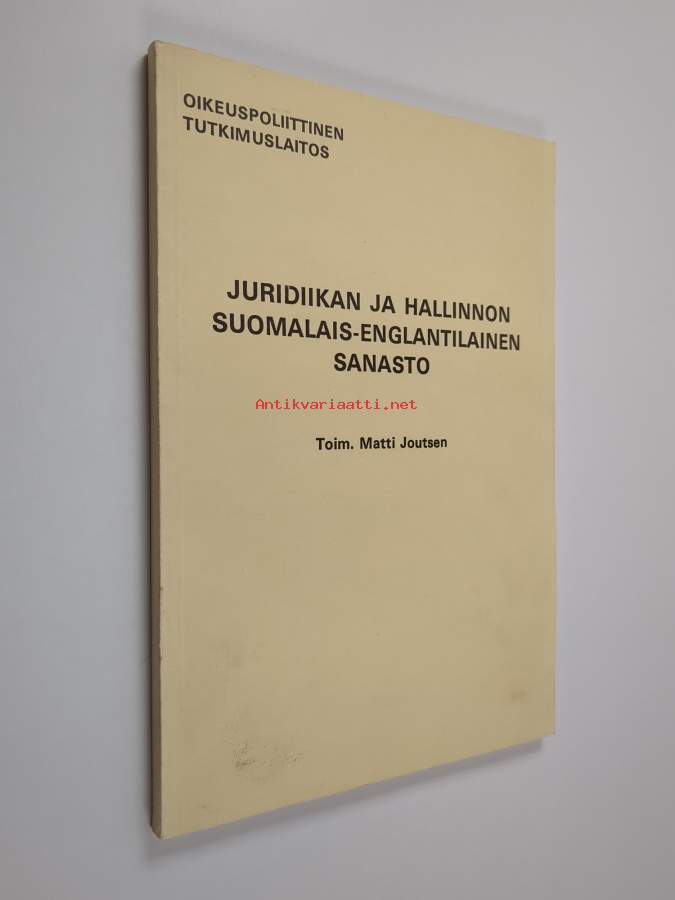 OIKEUSPOLIITTINEN
TUTKIMUSLAITOS
JURIDIIKAN JA HALLINNON
SUOMALAIS-ENGLANTILAINEN
SANASTO
Antikvariaatti.net
Toim. Matti Joutsen